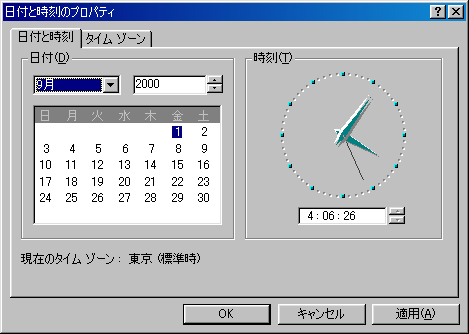 日付と時刻のプロパティ
日付と時刻 タイム ゾーン
日付(D)
9月 2000
日 月 火 水 木 金 土
1 2
3 4 5 6 7 8 9
10 11 12 13 14 15 16
17 18 19 20 21 22 23
24 25 26 27 28 29 30
時刻(T)
4:06:26
現在のタイム ゾーン: 東京 (標準時)
OK キャンセル 適用(A)